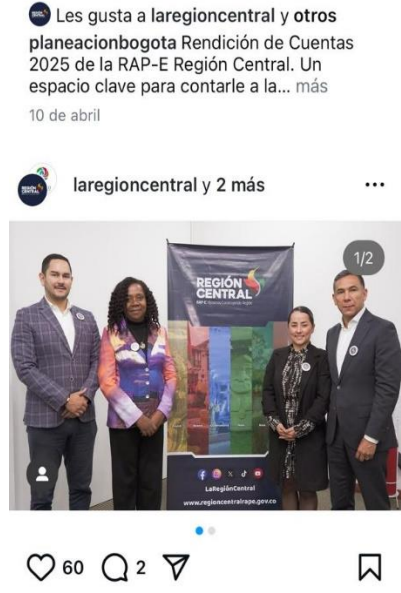 Les gusta a laregioncentral y otros
planeacionbogota Rendición de Cuentas
2025 de la RAP-E Región Central. Un
espacio clave para contarle a la... más
10 de abril
laregioncentral y 2 más
1/2
REGIÓN
CENTRAL
LaRegiónCentral
www.regioncentralrape.gov.co
60 2